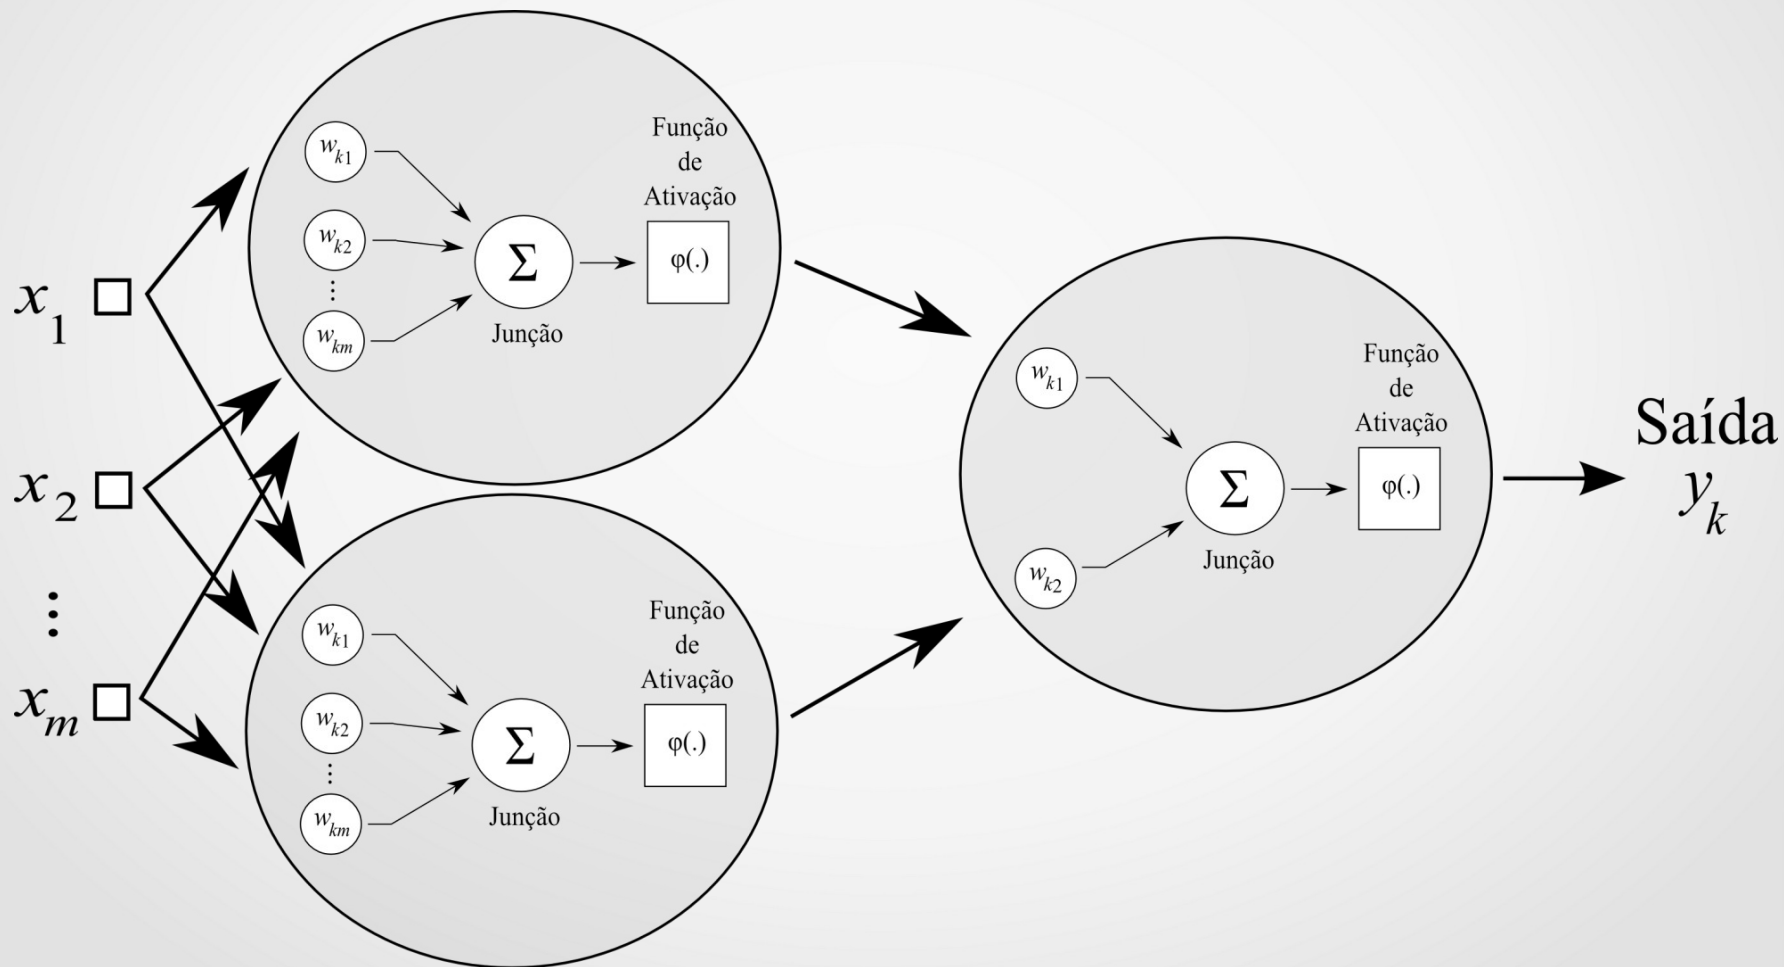 x1
x2
⋮
xm
wk1
wk2
⋮
wkm
Σ
Junção
Função
de
Ativação
φ(.)
wk1
wk2
⋮
wkm
Σ
Junção
Função
de
Ativação
φ(.)
wk1
wk2
Σ
Junção
Função
de
Ativação
φ(.)
Saída
yk